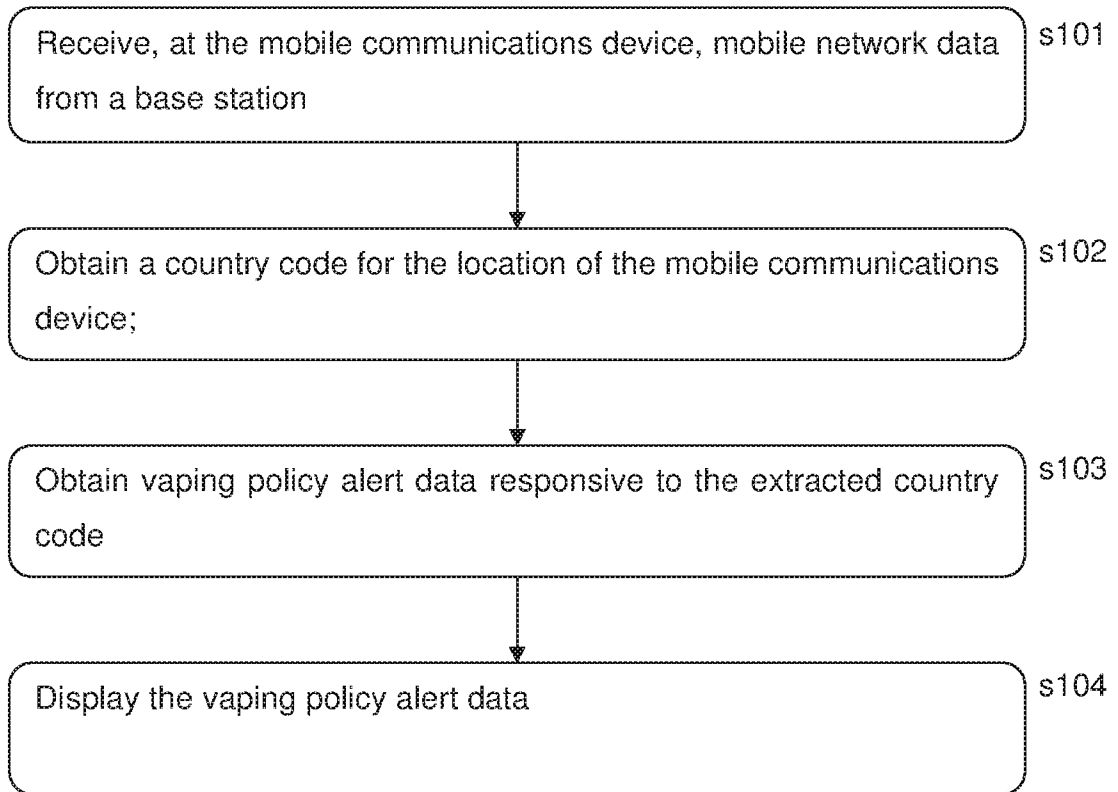 Receive, at the mobile communications device, mobile network data s101
from a base station
Obtain a country code for the location of the mobile communications s102
device;
Obtain vaping policy alert data responsive to the extracted country s103
code
Display the vaping policy alert data s104